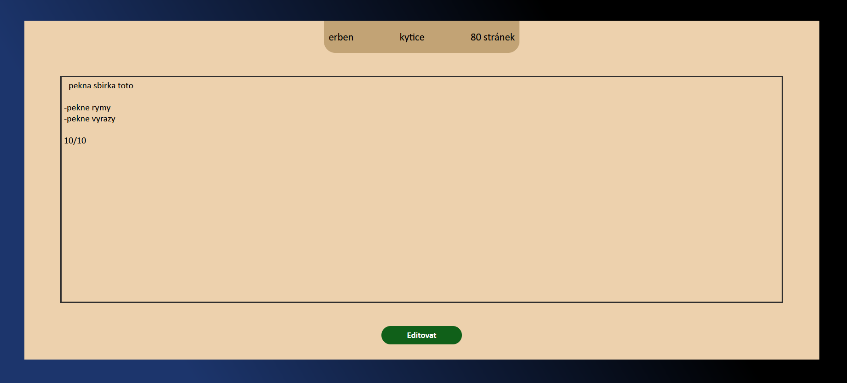 erben kytice 80 stránek
pekna sbirka toto
-pekne rymy
-pekne vyrazy
10/10
Editovat